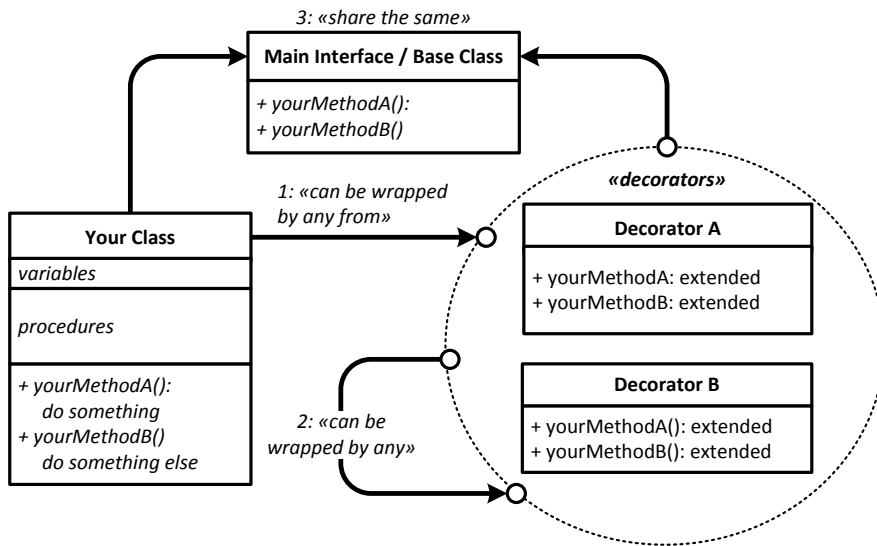 3: «share the same»
Main Interface / Base Class
+ yourMethodA():
+ yourMethodB()
1: «can be wrapped
by any from»
«decorators»
Your Class
variables
procedures
+ yourMethodA():
do something
+ yourMethodB()
do something else
Decorator A
+ yourMethodA: extended
+ yourMethodB: extended
2: «can be
wrapped by any»
Decorator B
+ yourMethodA(): extended
+ yourMethodB(): extended